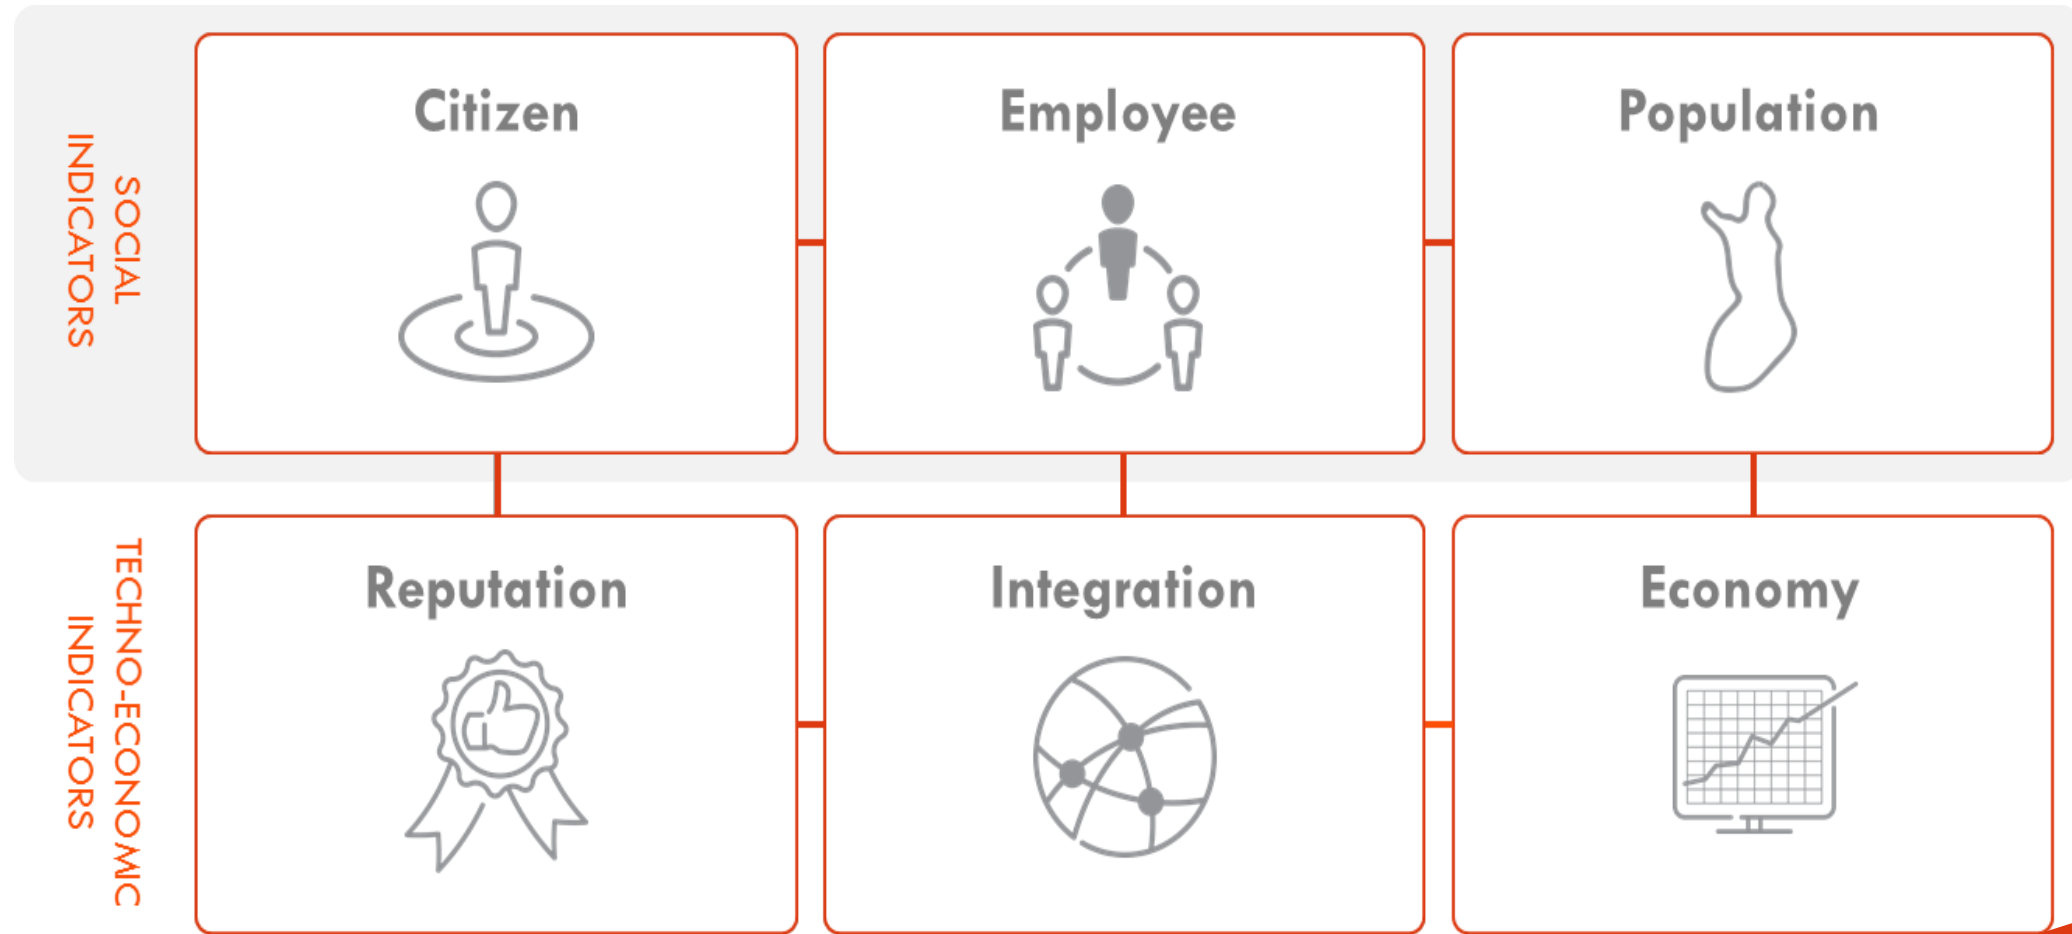 SOCIAL
INDICATORS
Citizen
Employee
Population
TECHNO-ECONOMIC
INDICATORS
Reputation
Integration
Economy